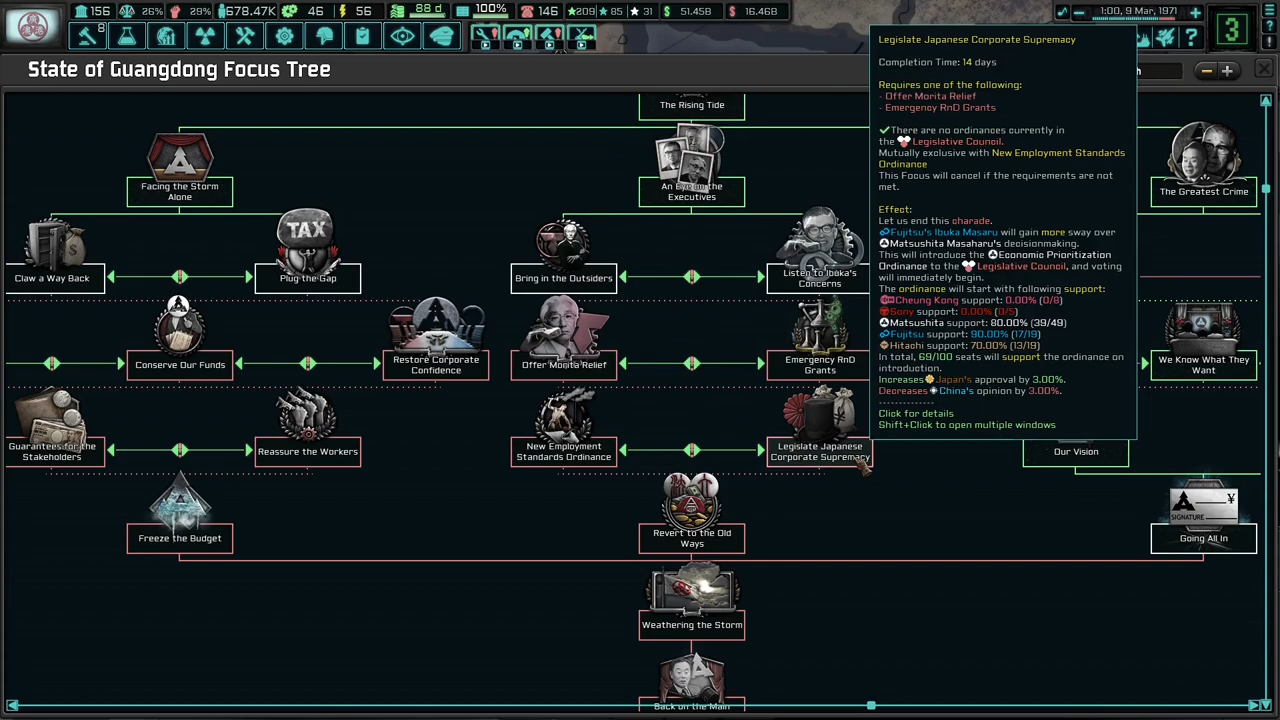 156
26%
29%
678.47K
46
56
88 d
100%
146
209
85
31
$ 51.45B
$ 16.46B
1:00, 9 Mar, 1971
8
?
3
State of Guangdong Focus Tree
The Rising Tide
Facing the Storm
Alone
An Eye on the
Executives
The Greatest Crime
TAX
Claw a Way Back
Plug the Gap
Bring in the Outsiders
Listen to Ibuka's
Concerns
Conserve Our Funds
Restore Corporate
Confidence
Offer Morita Relief
Emergency RnD
Grants
We Know What They
Want
Guarantees for the
Stakeholders
Reassure the Workers
New Employment
Standards Ordinance
Legislate Japanese
Corporate Supremacy
Our Vision
¥
SIGNATURE
Freeze the Budget
Revert to the Old
Ways
Going All In
Weathering the Storm
Back on the Main
Legislate Japanese Corporate Supremacy
Completion Time: 14 days
Requires one of the following:
- Offer Morita Relief
- Emergency RnD Grants
There are no ordinances currently in
the Legislative Council.
Mutually exclusive with New Employment Standards
Ordinance
This Focus will cancel if the requirements are not
met.
Effect:
Let us end this charade.
Fujitsu's Ibuka Masaru will gain more sway over
Matsushita Masaharu's decisionmaking.
This will introduce the Economic Prioritization
Ordinance to the Legislative Council, and voting
will immediately begin.
The ordinance will start with following support:
Cheung Kong support: 0.00% (0/8)
Sony support: 0.00% (0/5)
Matsushita support: 80.00% (39/49)
Fujitsu support: 90.00% (17/19)
Hitachi support: 70.00% (13/19)
In total, 69/100 seats will support the ordinance on
introduction.
Increases Japan's approval by 3.00%.
Decreases China's opinion by 3.00%.
--------------
Click for details
Shift+Click to open multiple windows